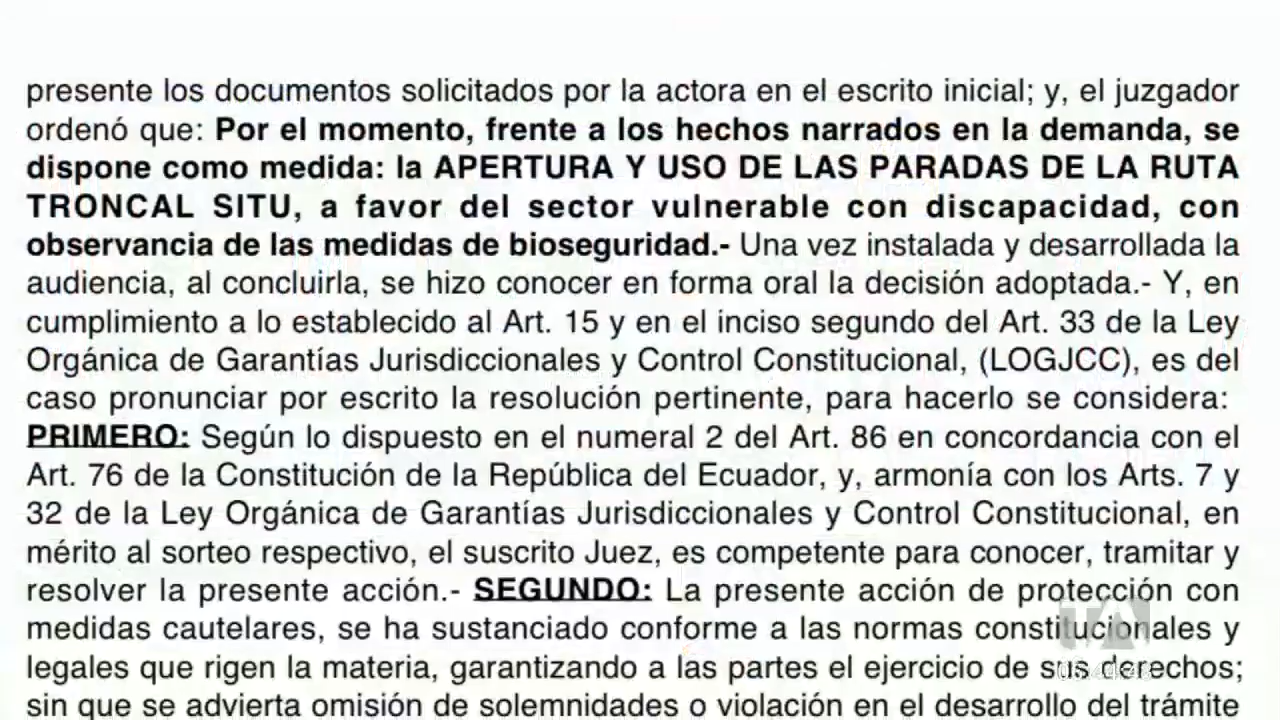 presente los documentos solicitados por la actora en el escrito inicial; y, el juzgador
ordenó que: Por el momento, frente a los hechos narrados en la demanda, se
dispone como medida: la APERTURA Y USO DE LAS PARADAS DE LA RUTA
TRONCAL SITU, a favor del sector vulnerable con discapacidad, con
observancia de las medidas de bioseguridad.- Una vez instalada y desarrollada la
audiencia, al concluirla, se hizo conocer en forma oral la decisión adoptada.- Y, en
cumplimiento a lo establecido al Art. 15 y en el inciso segundo del Art. 33 de la Ley
Orgánica de Garantías Jurisdiccionales y Control Constitucional, (LOGJCC), es del
caso pronunciar por escrito la resolución pertinente, para hacerlo se considera:
PRIMERO: Según lo dispuesto en el numeral 2 del Art. 86 en concordancia con el
Art. 76 de la Constitución de la República del Ecuador, y, armonía con los Arts. 7 y
32 de la Ley Orgánica de Garantías Jurisdiccionales y Control Constitucional, en
mérito al sorteo respectivo, el suscrito Juez, es competente para conocer, tramitar y
resolver la presente acción.- SEGUNDO: La presente acción de protección con
medidas cautelares, se ha sustanciado conforme a las normas constitucionales y
legales que rigen la materia, garantizando a las partes el ejercicio de sus derechos;
sin que se advierta omisión de solemnidades o violación en el desarrollo del trámite